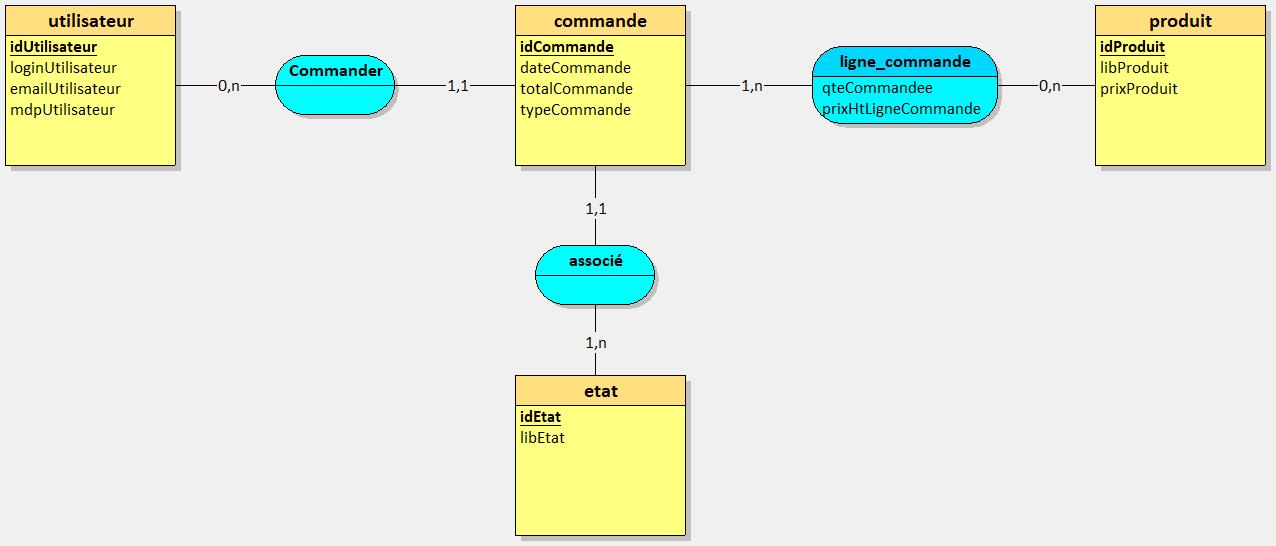 utilisateur
idUtilisateur
loginUtilisateur
emailUtilisateur
mdpUtilisateur
0,n
Commander
1,1
commande
idCommande
dateCommande
totalCommande
typeCommande
1,n
ligne_commande
qteCommandee
prixHtLigneCommande
0,n
produit
idProduit
libProduit
prixProduit
1,1
associé
1,n
etat
idEtat
libEtat